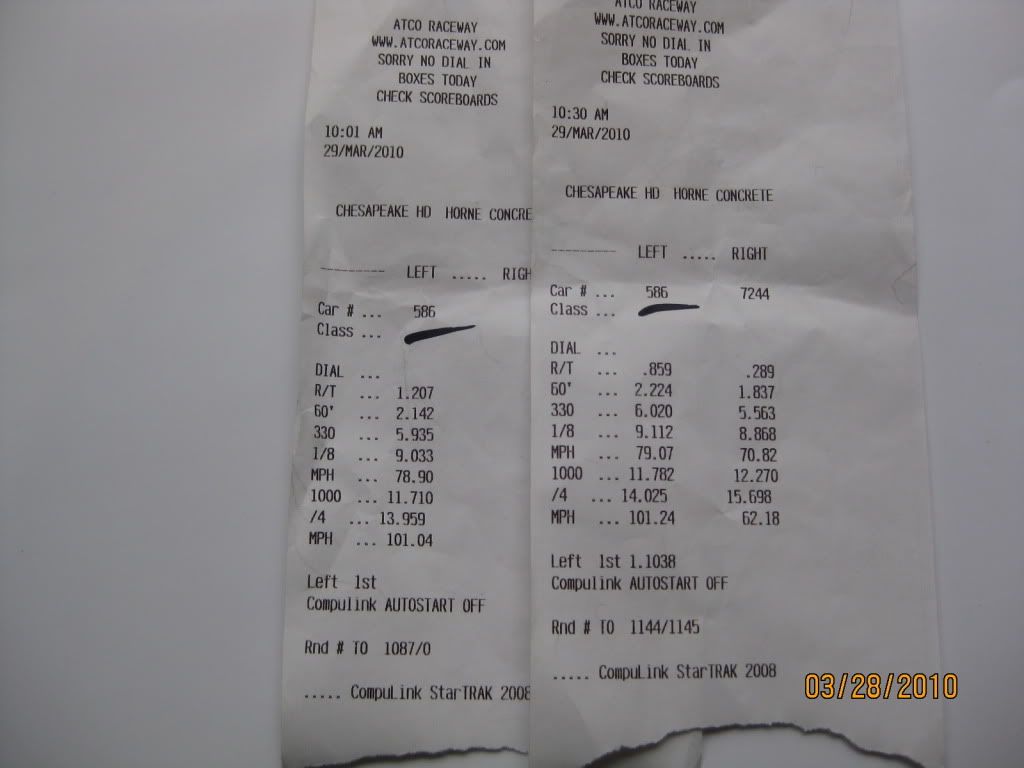 ATCO RACEWAY
WWW.ATCORACEWAY.COM
SORRY NO DIAL IN
BOXES TODAY
CHECK SCOREBOARDS
10:01 AM
29/MAR/2010
CHESAPEAKE HD HORNE CONCRE
---------- LEFT ..... RIGH
Car # ... 586
Class ...
DIAL ...
R/T ... 1.207
60' ... 2.142
330 ... 5.935
1/8 ... 9.033
MPH ... 78.90
1000 ... 11.710
/4 ... 13.959
MPH ... 101.04
Left 1st
Compulink AUTOSTART OFF
Rnd # TO 1087/0
..... CompuLink StarTRAK 2008
ATCO RACEWAY
WWW.ATCORACEWAY.COM
SORRY NO DIAL IN
BOXES TODAY
CHECK SCOREBOARDS
10:30 AM
29/MAR/2010
CHESAPEAKE HD HORNE CONCRETE
---------- LEFT ..... RIGHT
Car # ... 586 7244
Class ...
DIAL ...
R/T ... .859 .289
60' ... 2.224 1.837
330 ... 6.020 5.563
1/8 ... 9.112 8.868
MPH ... 79.07 70.82
1000 ... 11.782 12.270
/4 ... 14.025 15.698
MPH ... 101.24 62.18
Left 1st 1.1038
Compulink AUTOSTART OFF
Rnd # TO 1144/1145
..... CompuLink StarTRAK 2008
03/28/2010